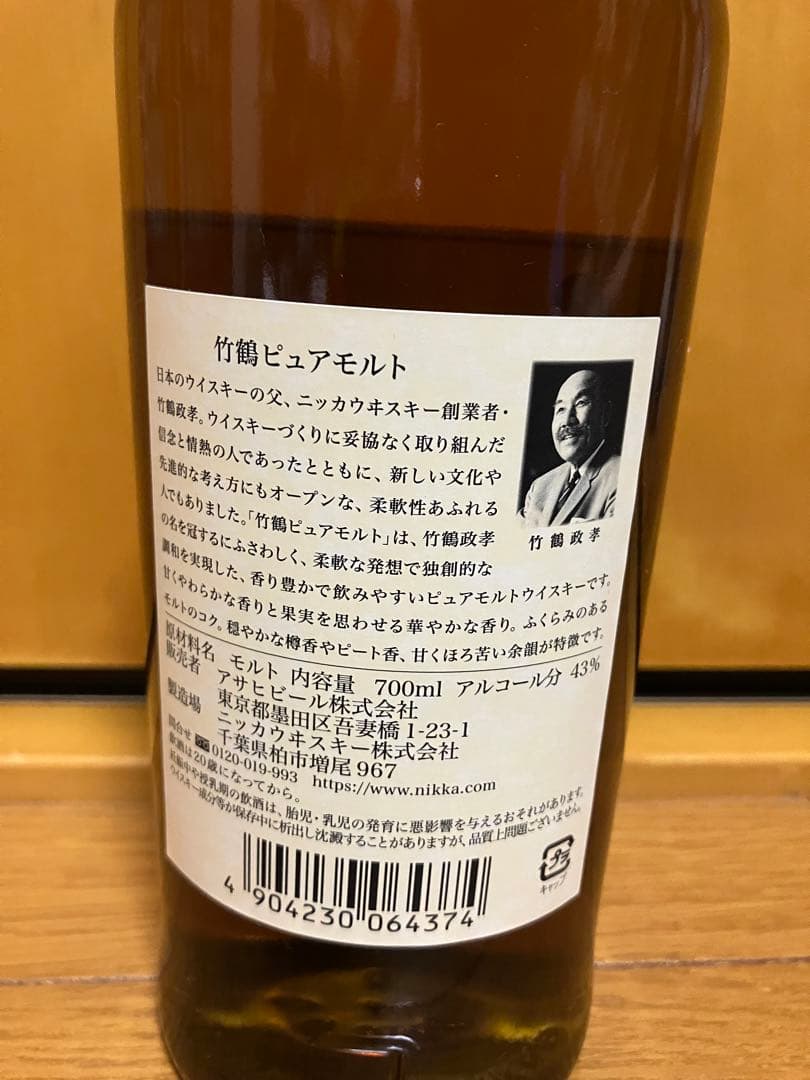 竹鶴ピュアモルト
日本のウイスキーの父、ニッカウヰスキー創業者・
竹鶴政孝。ウイスキーづくりに妥協なく取り組んだ
信念と情熱の人であったとともに、新しい文化や
先進的な考え方にもオープンな、柔軟性あふれる
人でもありました。「竹鶴ピュアモルト」は、竹鶴政孝
の名を冠するにふさわしく、柔軟な発想で独創的な
調和を実現した、香り豊かで飲みやすいピュアモルトウイスキーです。
甘くやわらかな香りと果実を思わせる華やかな香り。ふくらみのある
モルトのコク。穏やかな樽香やピート香、甘くほろ苦い余韻が特徴です。
竹鶴政孝
原材料名 モルト 内容量 700ml アルコール分 43%
販売者 アサヒビール株式会社
東京都墨田区吾妻橋1-23-1
製造場 ニッカウヰスキー株式会社
千葉県柏市増尾967
問合せ 0120-019-993 https://www.nikka.com
飲酒は20歳になってから。
妊娠中や授乳期の飲酒は、胎児・乳児の発育に悪影響を与えるおそれがあります。
ウイスキー成分等が保存中に析出し沈澱することがありますが、品質上問題ございません。
プラ
キャップ
4 904230 064374